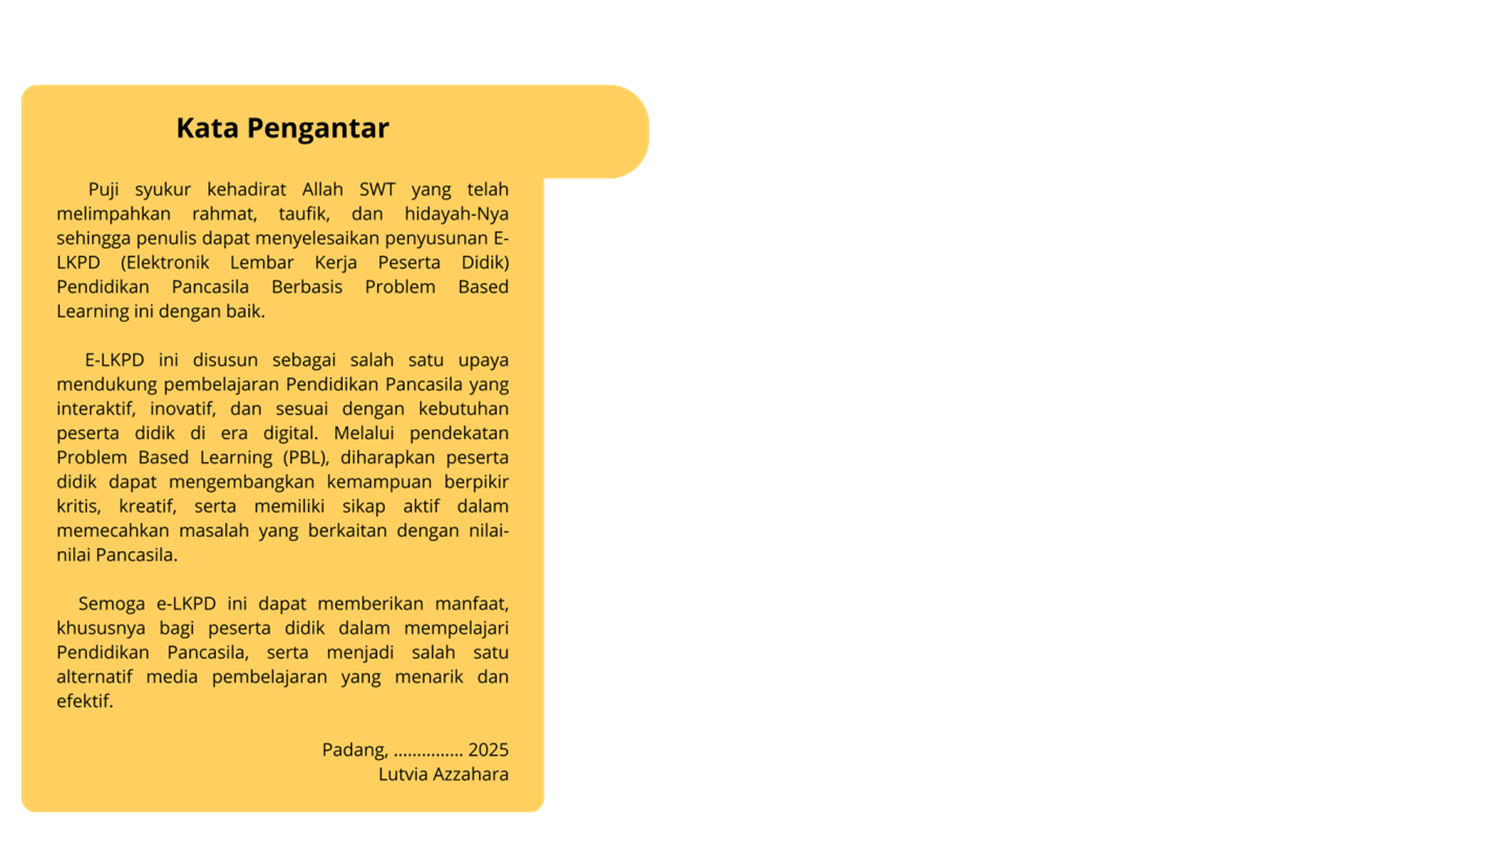 Kata Pengantar
Puji syukur kehadirat Allah SWT yang telah
melimpahkan rahmat, taufik, dan hidayah-Nya
sehingga penulis dapat menyelesaikan penyusunan E-
LKPD (Elektronik Lembar Kerja Peserta Didik)
Pendidikan Pancasila Berbasis Problem Based
Learning ini dengan baik.
E-LKPD ini disusun sebagai salah satu upaya
mendukung pembelajaran Pendidikan Pancasila yang
interaktif, inovatif, dan sesuai dengan kebutuhan
peserta didik di era digital. Melalui pendekatan
Problem Based Learning (PBL), diharapkan peserta
didik dapat mengembangkan kemampuan berpikir
kritis, kreatif, serta memiliki sikap aktif dalam
memecahkan masalah yang berkaitan dengan nilai-
nilai Pancasila.
Semoga e-LKPD ini dapat memberikan manfaat,
khususnya bagi peserta didik dalam mempelajari
Pendidikan Pancasila, serta menjadi salah satu
alternatif media pembelajaran yang menarik dan
efektif.
Padang, ............... 2025
Lutvia Azzahara